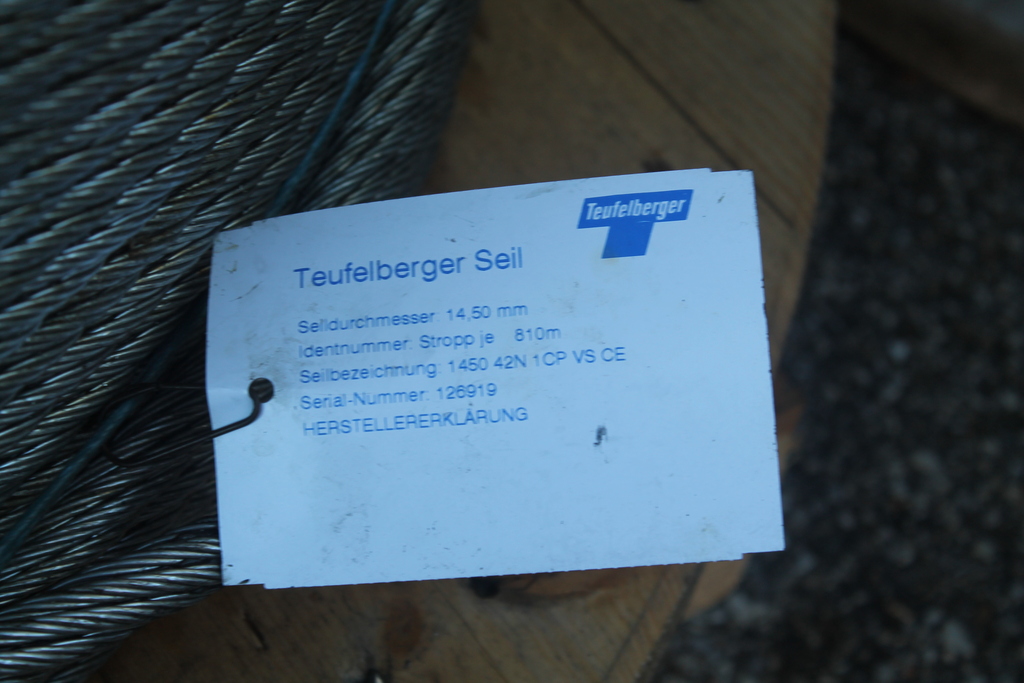 Teufelberger
Teufelberger Seil
Seildurchmesser: 14,50 mm
Identnummer: Stropp je 810m
Seilbezeichnung: 1450 42N 1CP VS CE
Serial-Nummer: 126919
HERSTELLERERKLÄRUNG